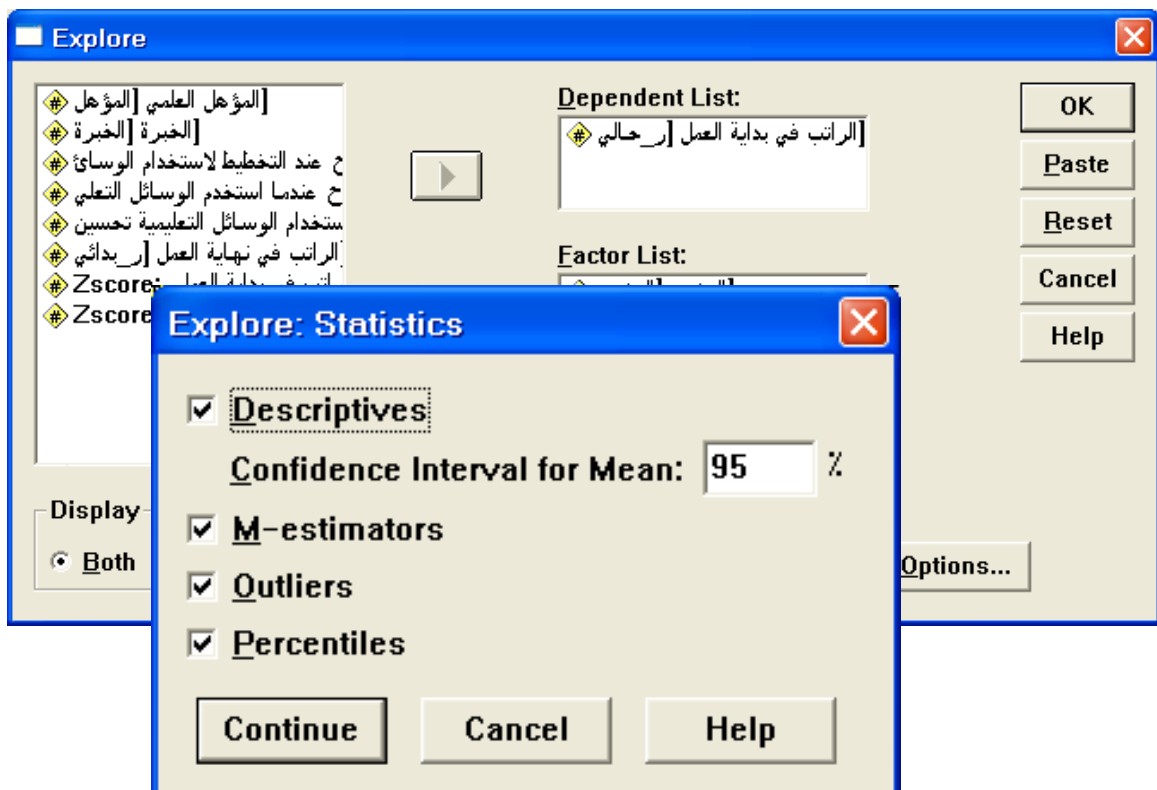 Explore
المؤهل العلمي [المؤهل]
الخبرة [الخبرة]
ح عند التخطيط لاستخدام الوسائ
ح عندما استخدم الوسائل التعلي
ستخدام الوسائل التعليمية تحسين
الراتب في نهاية العمل [ر_بدائي]
Zscore:
Zscore
Dependent List:
الراتب في بداية العمل [ر_حالي]
Factor List:
OK
Paste
Reset
Cancel
Help
Display
Both
Options...
Explore: Statistics
Descriptives
Confidence Interval for Mean: 95 %
M-estimators
Outliers
Percentiles
Continue
Cancel
Help